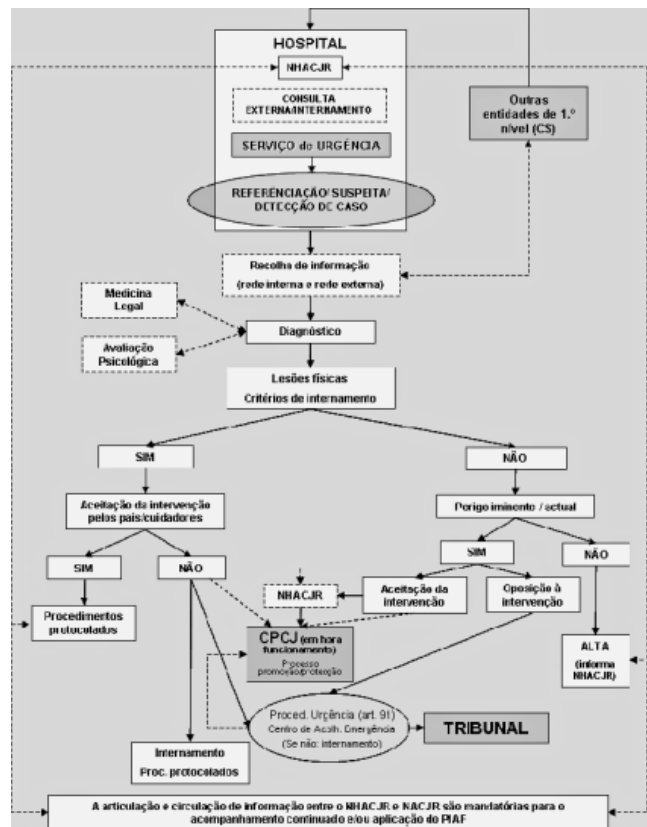 HOSPITAL
NHACJR
CONSULTA
EXTERNA/INTERNAMENTO
Outras
entidades de 1.º
nível (CS)
SERVIÇO de URGÊNCIA
REFERÊNCIAÇÃO/ SUSPEITA/
DETECÇÃO DE CASO
Recolha de informação
(rede interna e rede externa)
Medicina
Legal
Diagnóstico
Avaliação
Psicológica
Lesões físicas
Critérios de internamento
SIM
NÃO
Aceitação da intervenção
pelos pais/cuidadores
Perigo iminente / actual
SIM
NÃO
SIM
NÃO
NHACJR
Aceitação da
intervenção
Oposição à
intervenção
Procedimentos
protocolados
CPCJ (em hora
funcionamento)
Processo
promoção/protecção
ALTA
(informa
NHACJR)
Proced. Urgência (art. 91)
Centro de Acolh. Emergência
(Se não: internamento)
TRIBUNAL
Internamento
Proc. protocolados
A articulação e circulação de informação entre o NHACJR e NACJR são mandatórias para o
acompanhamento continuado e/ou aplicação do PIAF